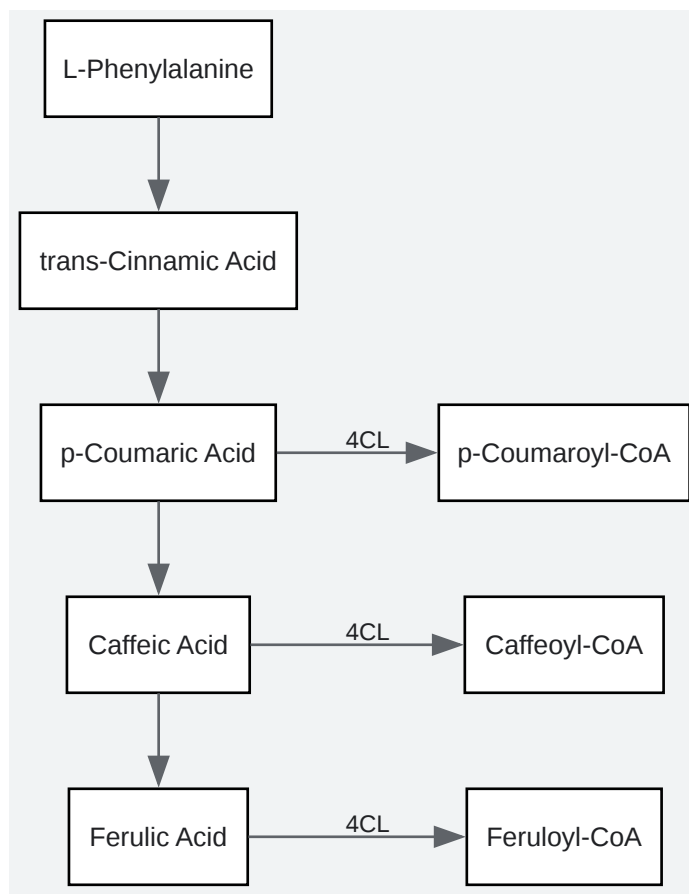 L-Phenylalanine
trans-Cinnamic Acid
p-Coumaric Acid
4CL
p-Coumaroyl-CoA
Caffeic Acid
4CL
Caffeoyl-CoA
Ferulic Acid
4CL
Feruloyl-CoA